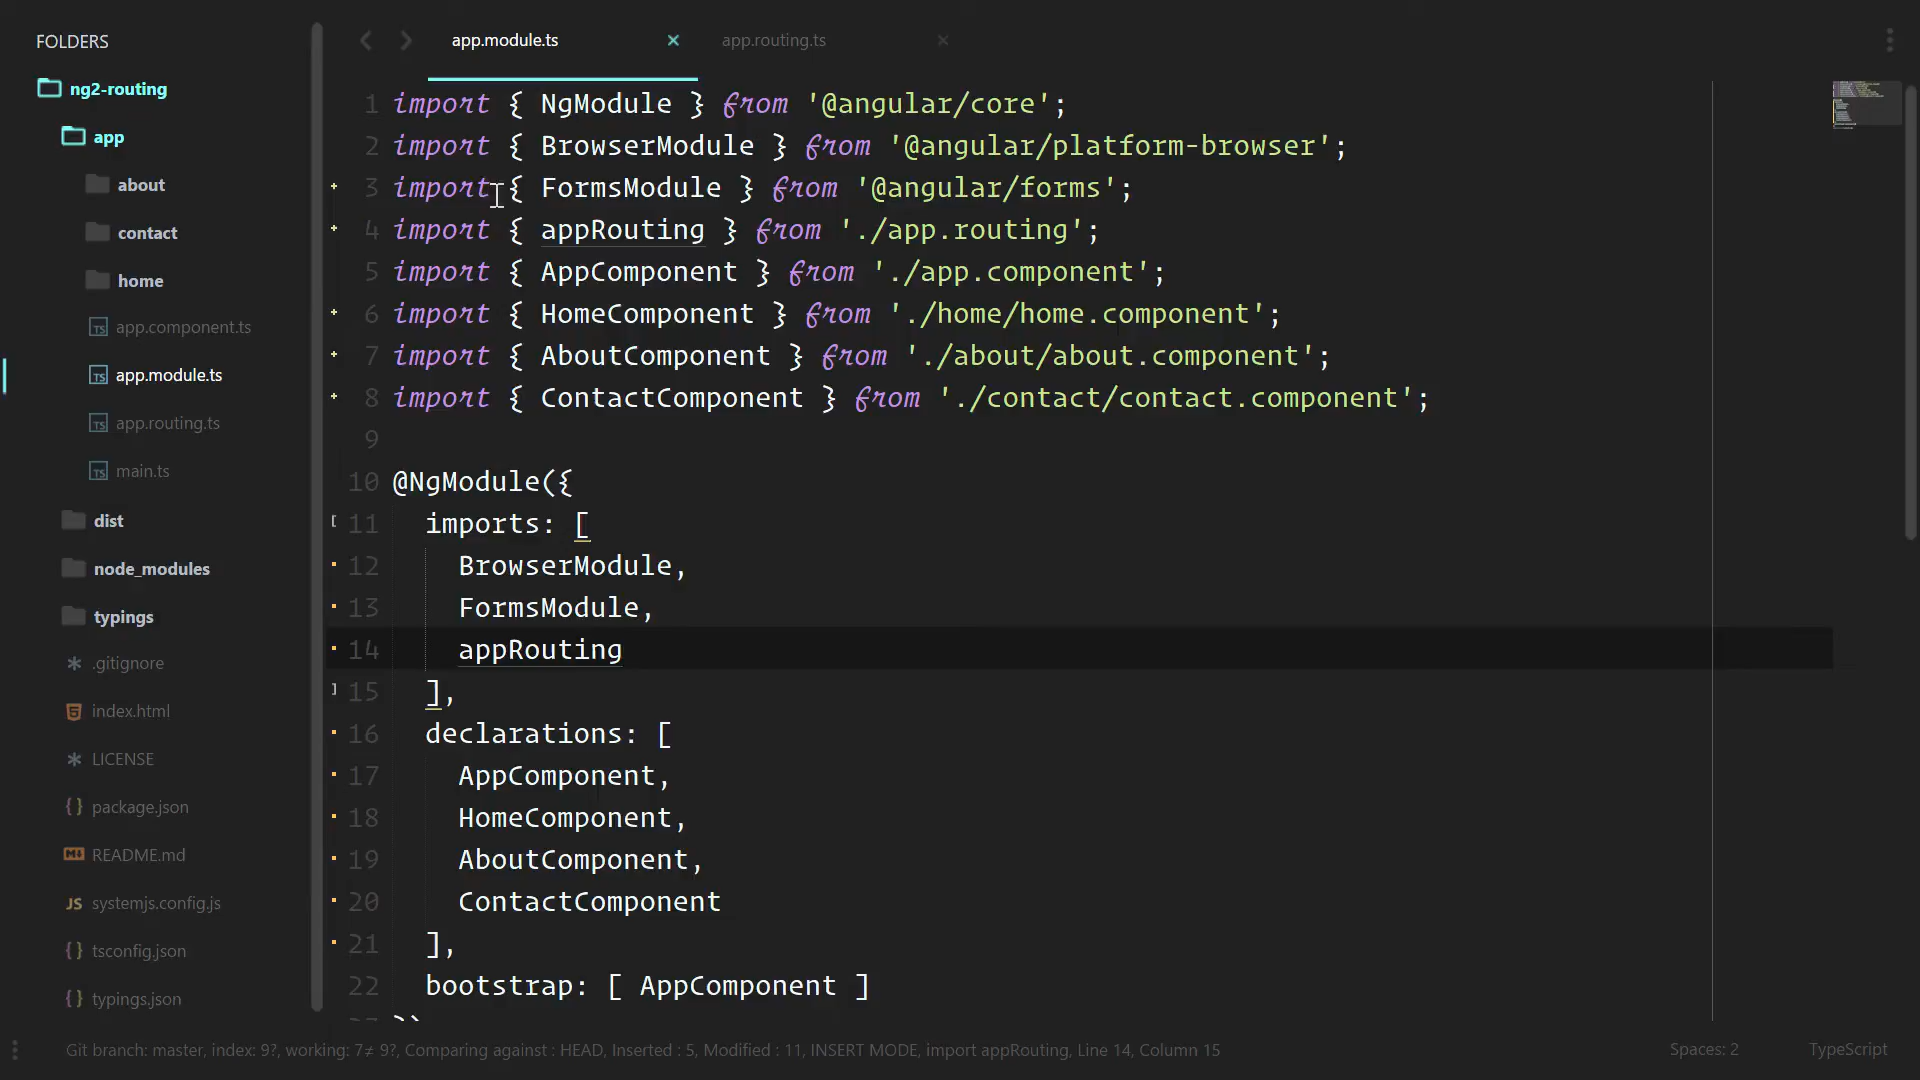 FOLDERS
ng2-routing
app
about
contact
home
app.component.ts
app.module.ts
app.routing.ts
main.ts
dist
node_modules
typings
.gitignore
index.html
LICENSE
package.json
README.md
systemjs.config.js
tsconfig.json
typings.json
app.module.ts × app.routing.ts ×
1 import { NgModule } from '@angular/core';
2 import { BrowserModule } from '@angular/platform-browser';
3 import { FormsModule } from '@angular/forms';
4 import { appRouting } from './app.routing';
5 import { AppComponent } from './app.component';
6 import { HomeComponent } from './home/home.component';
7 import { AboutComponent } from './about/about.component';
8 import { ContactComponent } from './contact/contact.component';
9
10 @NgModule({
11 imports: [
12 BrowserModule,
13 FormsModule,
14 appRouting
15 ],
16 declarations: [
17 AppComponent,
18 HomeComponent,
19 AboutComponent,
20 ContactComponent
21 ],
22 bootstrap: [ AppComponent ]
Git branch: master, index: 9?, working: 7≠ 9?, Comparing against : HEAD, Inserted : 5, Modified : 11, INSERT MODE, import appRouting, Line 14, Column 15
Spaces: 2 TypeScript